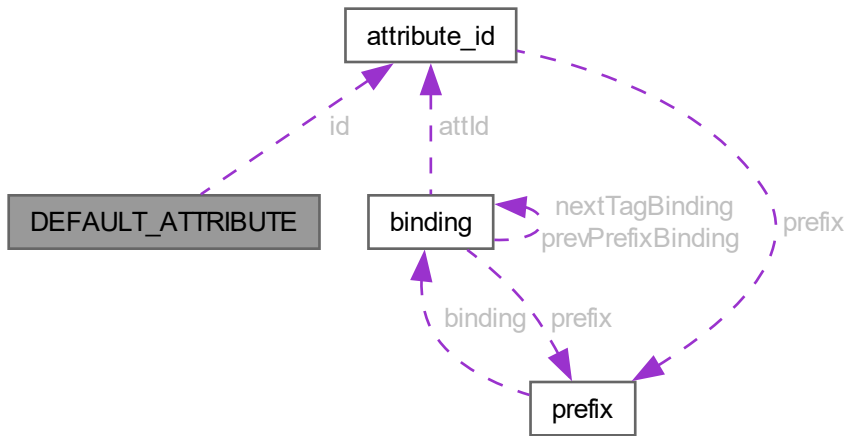 attribute_id
id
attId
DEFAULT_ATTRIBUTE
binding
nextTagBinding
prevPrefixBinding
prefix
binding
prefix
prefix